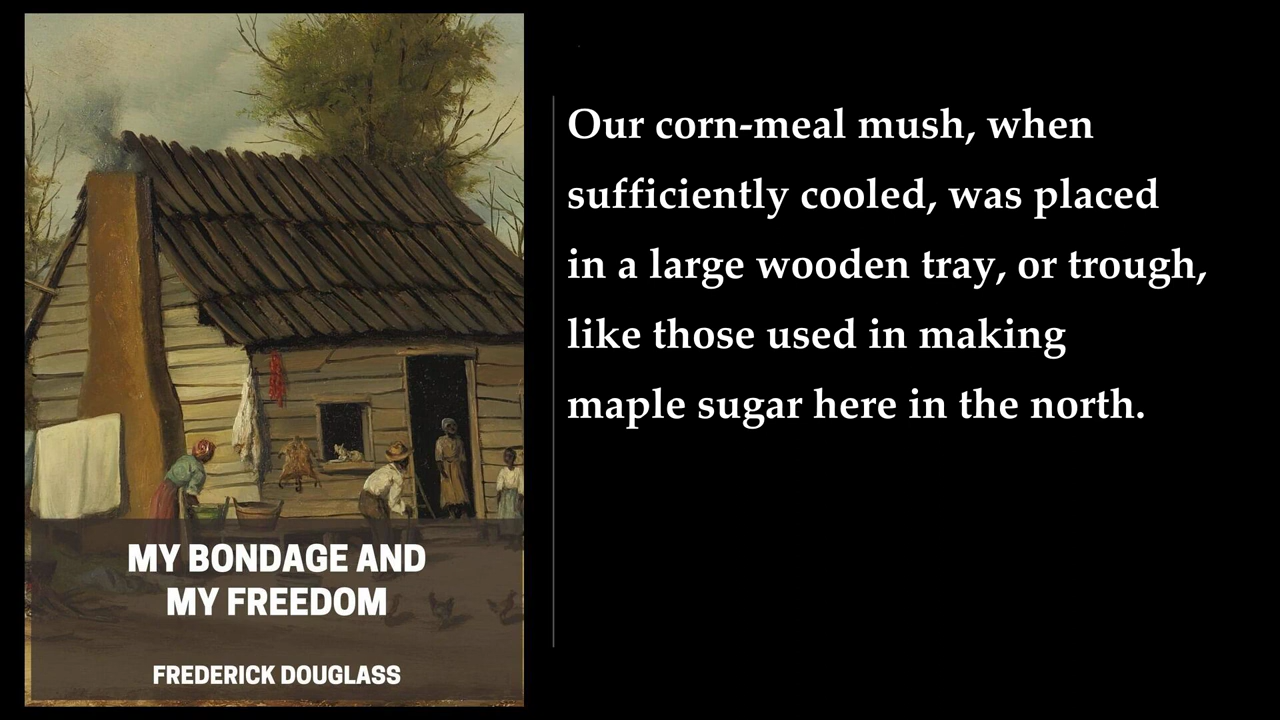 Our corn-meal mush, when
sufficiently cooled, was placed
in a large wooden tray, or trough,
like those used in making
maple sugar here in the north.
MY BONDAGE AND
MY FREEDOM
FREDERICK DOUGLASS